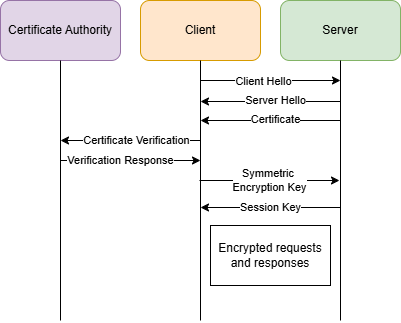 Certificate Authority
Client
Server
Client Hello
Server Hello
Certificate
Certificate Verification
Verification Response
Symmetric
Encryption Key
Session Key
Encrypted requests
and responses